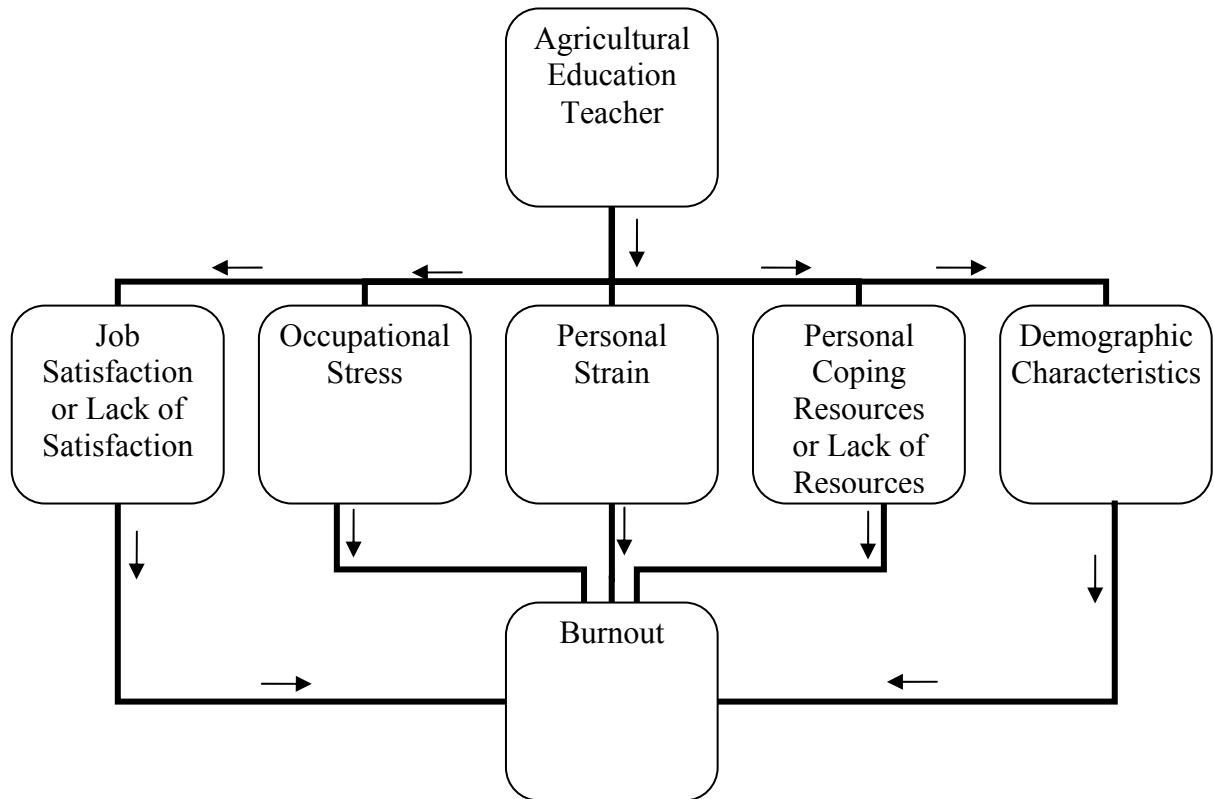 Agricultural
Education
Teacher
Job
Satisfaction
or Lack of
Satisfaction
Occupational
Stress
Personal
Strain
Personal
Coping
Resources
or Lack of
Resources
Demographic
Characteristics
Burnout